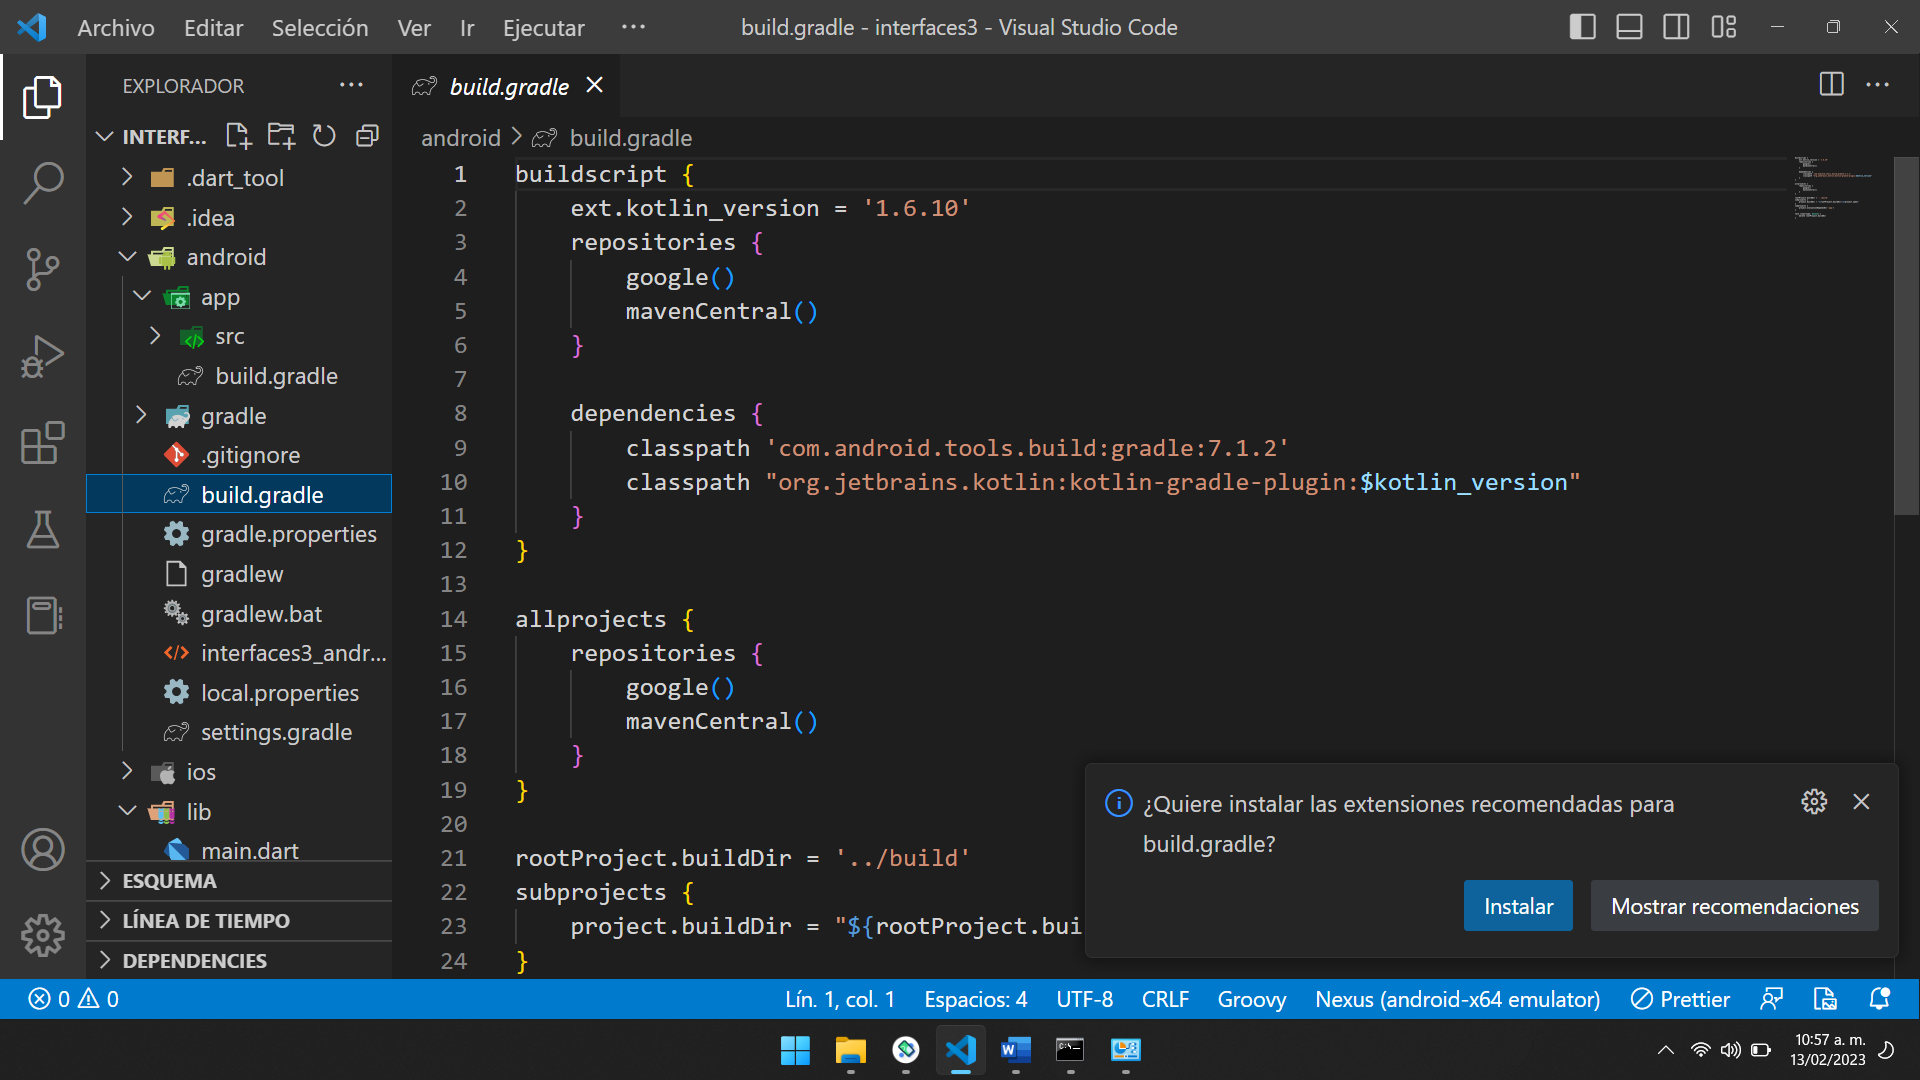 Archivo Editar Selección Ver Ir Ejecutar ··· build.gradle - interfaces3 - Visual Studio Code
EXPLORADOR ···
INTERF...
.dart_tool
.idea
android
app
src
build.gradle
gradle
.gitignore
build.gradle
gradle.properties
gradlew
gradlew.bat
interfaces3_andr...
local.properties
settings.gradle
ios
lib
main.dart
ESQUEMA
LÍNEA DE TIEMPO
DEPENDENCIES
build.gradle
android > build.gradle
1 buildscript {
2 ext.kotlin_version = '1.6.10'
3 repositories {
4 google()
5 mavenCentral()
6 }
7
8 dependencies {
9 classpath 'com.android.tools.build:gradle:7.1.2'
10 classpath "org.jetbrains.kotlin:kotlin-gradle-plugin:$kotlin_version"
11 }
12 }
13
14 allprojects {
15 repositories {
16 google()
17 mavenCentral()
18 }
19 }
20
21 rootProject.buildDir = '../build'
22 subprojects {
23 project.buildDir = "${rootProject.bui
24 }
¿Quiere instalar las extensiones recomendadas para
build.gradle?
Instalar Mostrar recomendaciones
0 0 Lín. 1, col. 1 Espacios: 4 UTF-8 CRLF Groovy Nexus (android-x64 emulator) Prettier
10:57 a. m.
13/02/2023